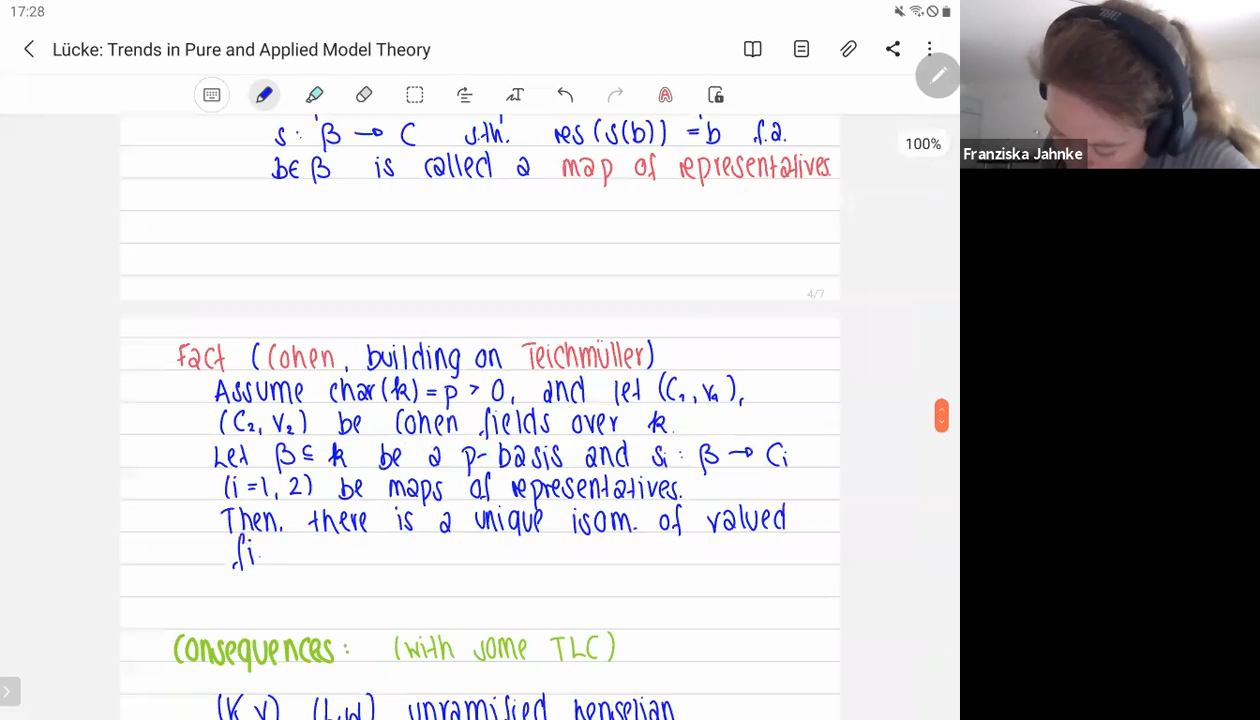 17:28
Lücke: Trends in Pure and Applied Model Theory
100%
Franziska Jahnke
s: β → C s.th. res(s(b)) = b f.a.
b∈β is called a map of representatives.
4/7
Fact (Cohen, building on Teichmüller)
Assume char(k) = p > 0, and let (C₁, v₁),
(C₂, v₂) be Cohen fields over k.
Let β ⊆ k be a p-basis and sᵢ: β → Cᵢ
(i=1, 2) be maps of representatives.
Then, there is a unique isom. of valued
fi
Consequences: (with some TLC)
(K,v), (L,w) unramified henselian